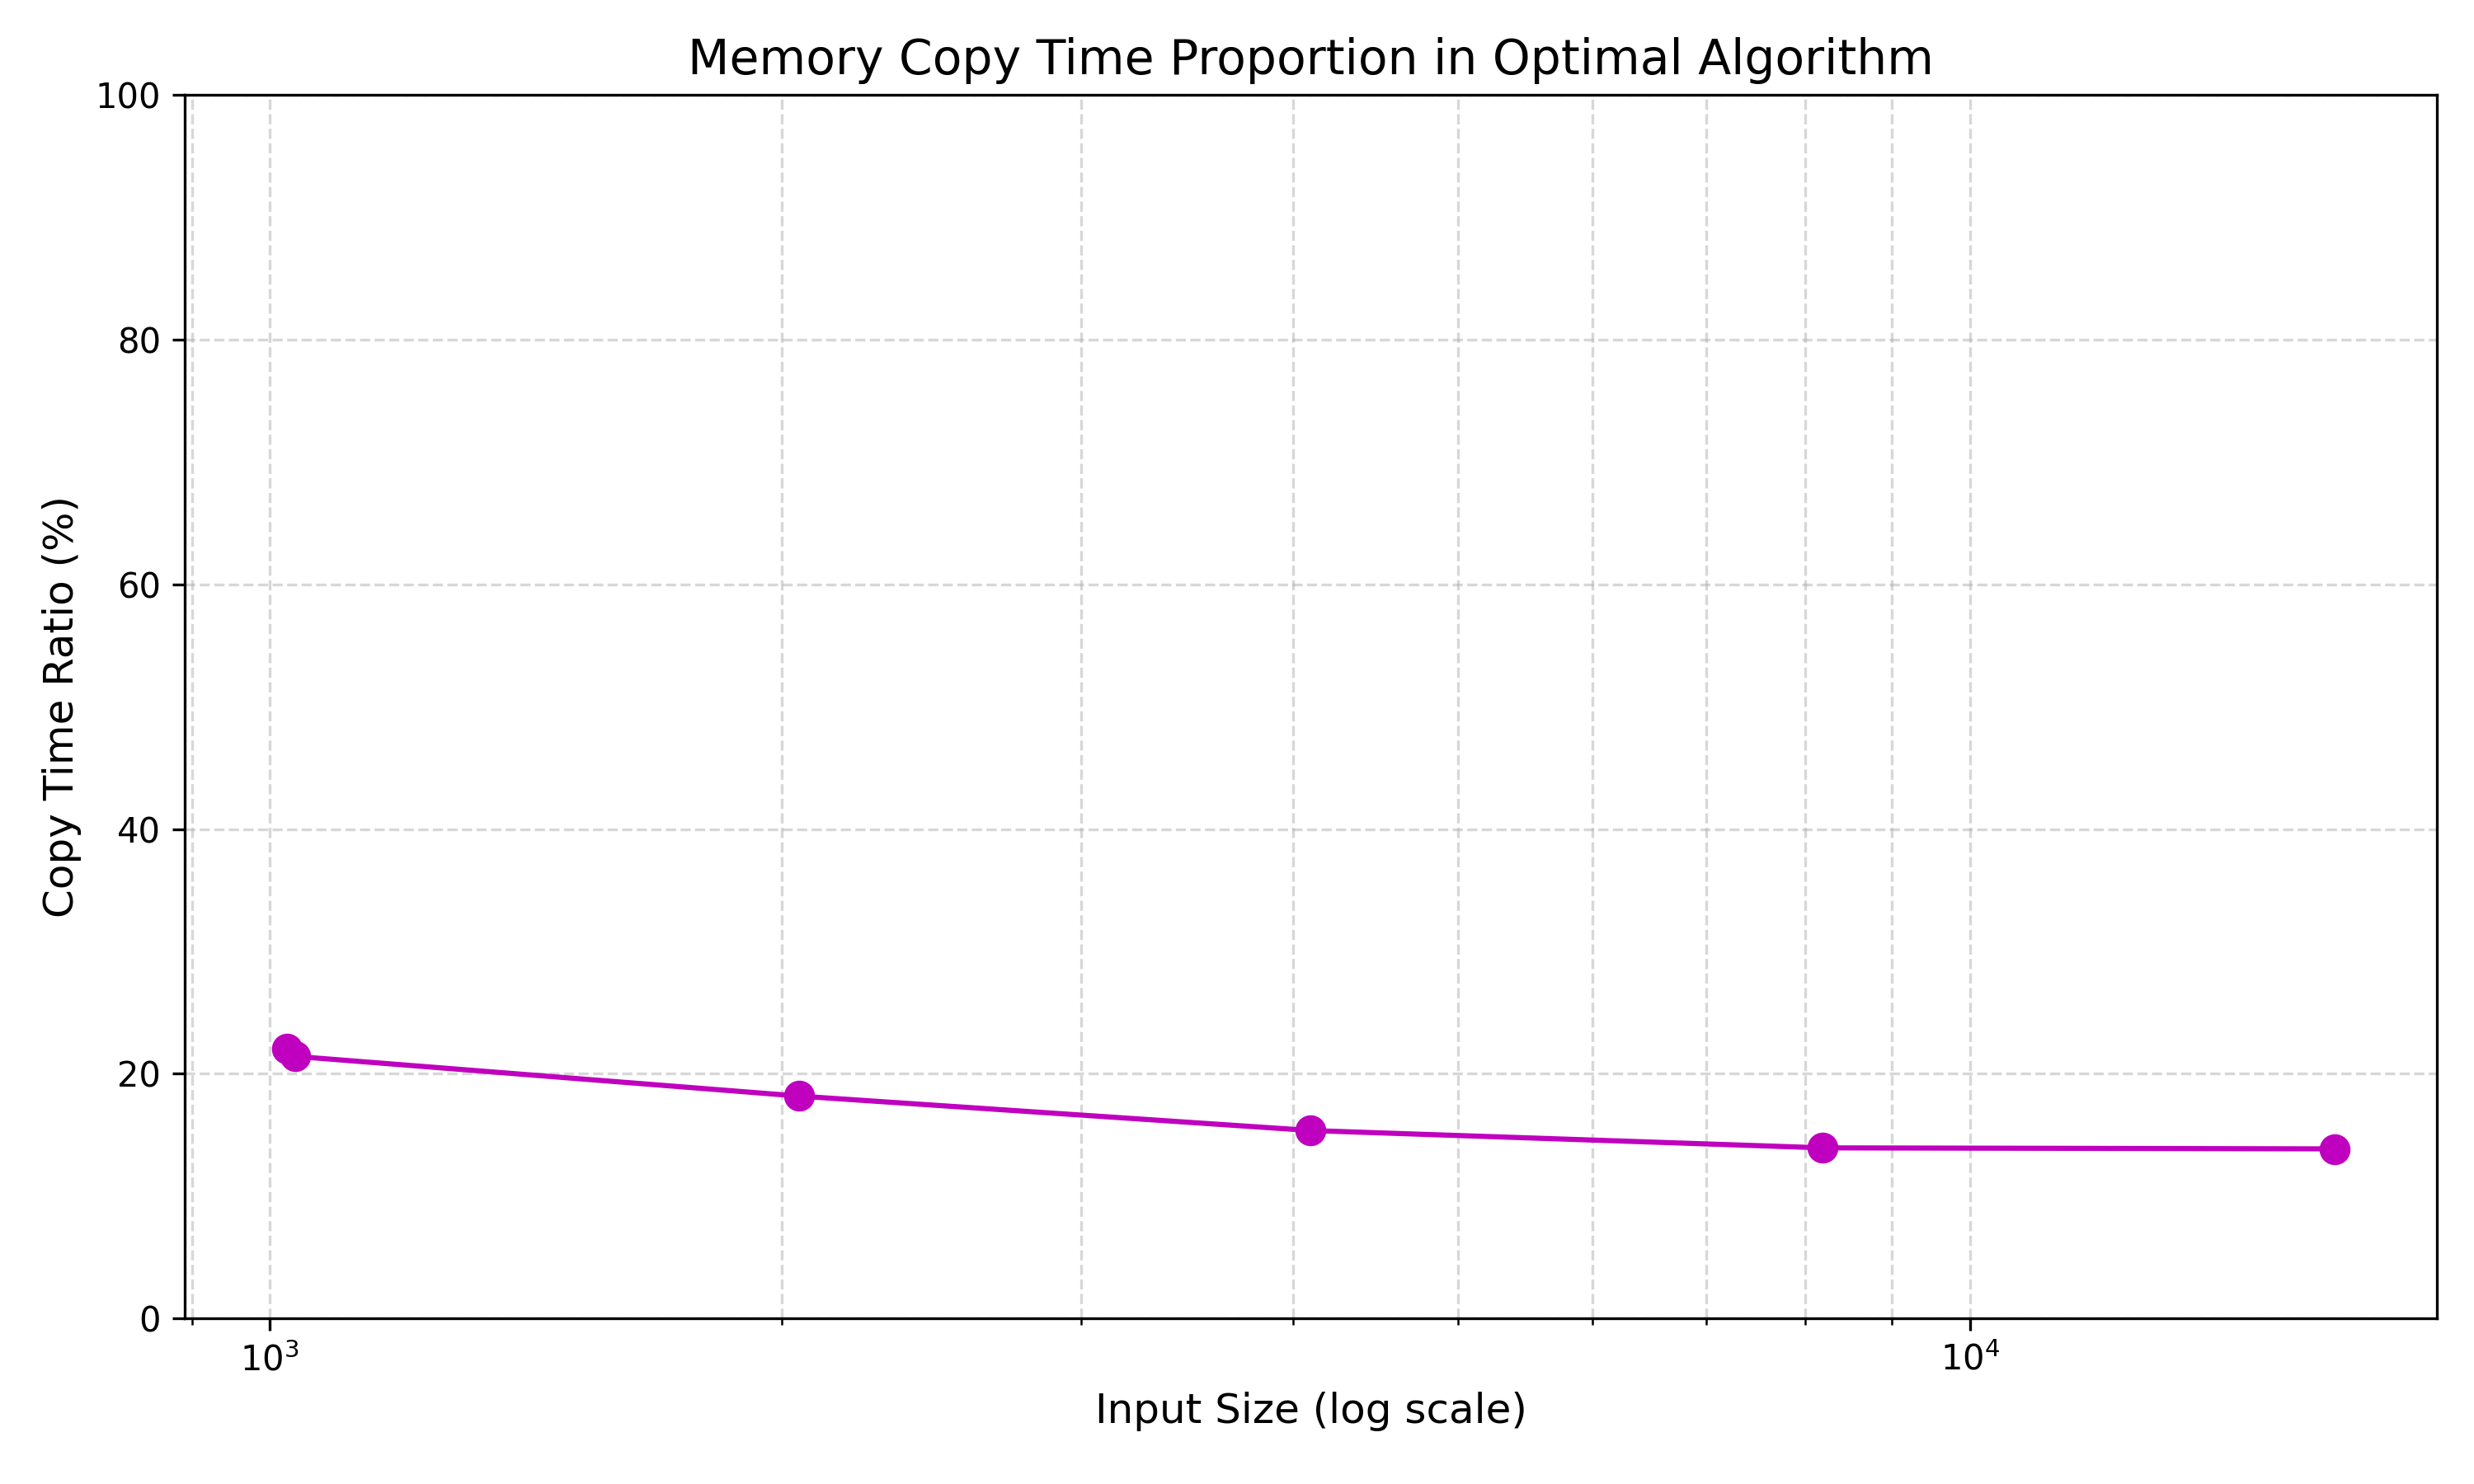 Memory Copy Time Proportion in Optimal Algorithm
Copy Time Ratio (%)
100
80
60
40
20
0
10³
10⁴
Input Size (log scale)